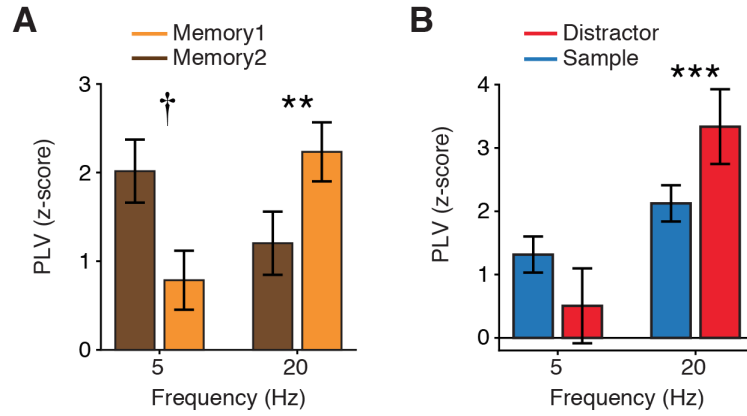 A
Memory1
Memory2
3
2
1
0
PLV (z-score)
†
**
5
20
Frequency (Hz)
B
Distractor
Sample
4
3
2
1
0
PLV (z-score)
***
5
20
Frequency (Hz)